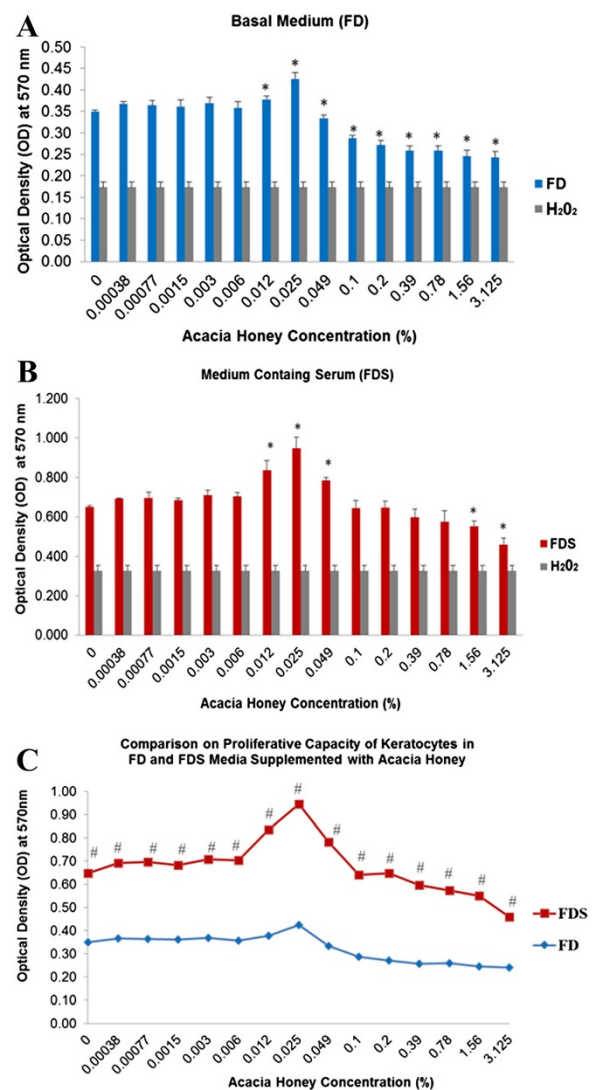 A
Basal Medium (FD)
Optical Density (OD) at 570 nm
0.50
0.45
0.40
0.35
0.30
0.25
0.20
0.15
0.10
0.05
0.00
* * * * * * * * *
FD
H₂0₂
0 0.00038 0.00077 0.0015 0.003 0.006 0.012 0.025 0.049 0.1 0.2 0.39 0.78 1.56 3.125
Acacia Honey Concentration (%)
B
Medium Containg Serum (FDS)
Optical Density (OD) at 570 nm
1.200
1.000
0.800
0.600
0.400
0.200
0.000
* * * * *
FDS
H₂0₂
0 0.00038 0.00077 0.0015 0.003 0.006 0.012 0.025 0.049 0.1 0.2 0.39 0.78 1.56 3.125
Acacia Honey Concentration (%)
C
Comparison on Proliferative Capacity of Keratocytes in
FD and FDS Media Supplemented with Acacia Honey
Optical Density (OD) at 570nm
1.00
0.90
0.80
0.70
0.60
0.50
0.40
0.30
0.20
0.10
0.00
# # # # # # # # # # # # # # #
FDS
FD
0 0.00038 0.00077 0.0015 0.003 0.006 0.012 0.025 0.049 0.1 0.2 0.39 0.78 1.56 3.125
Acacia Honey Concentration (%)